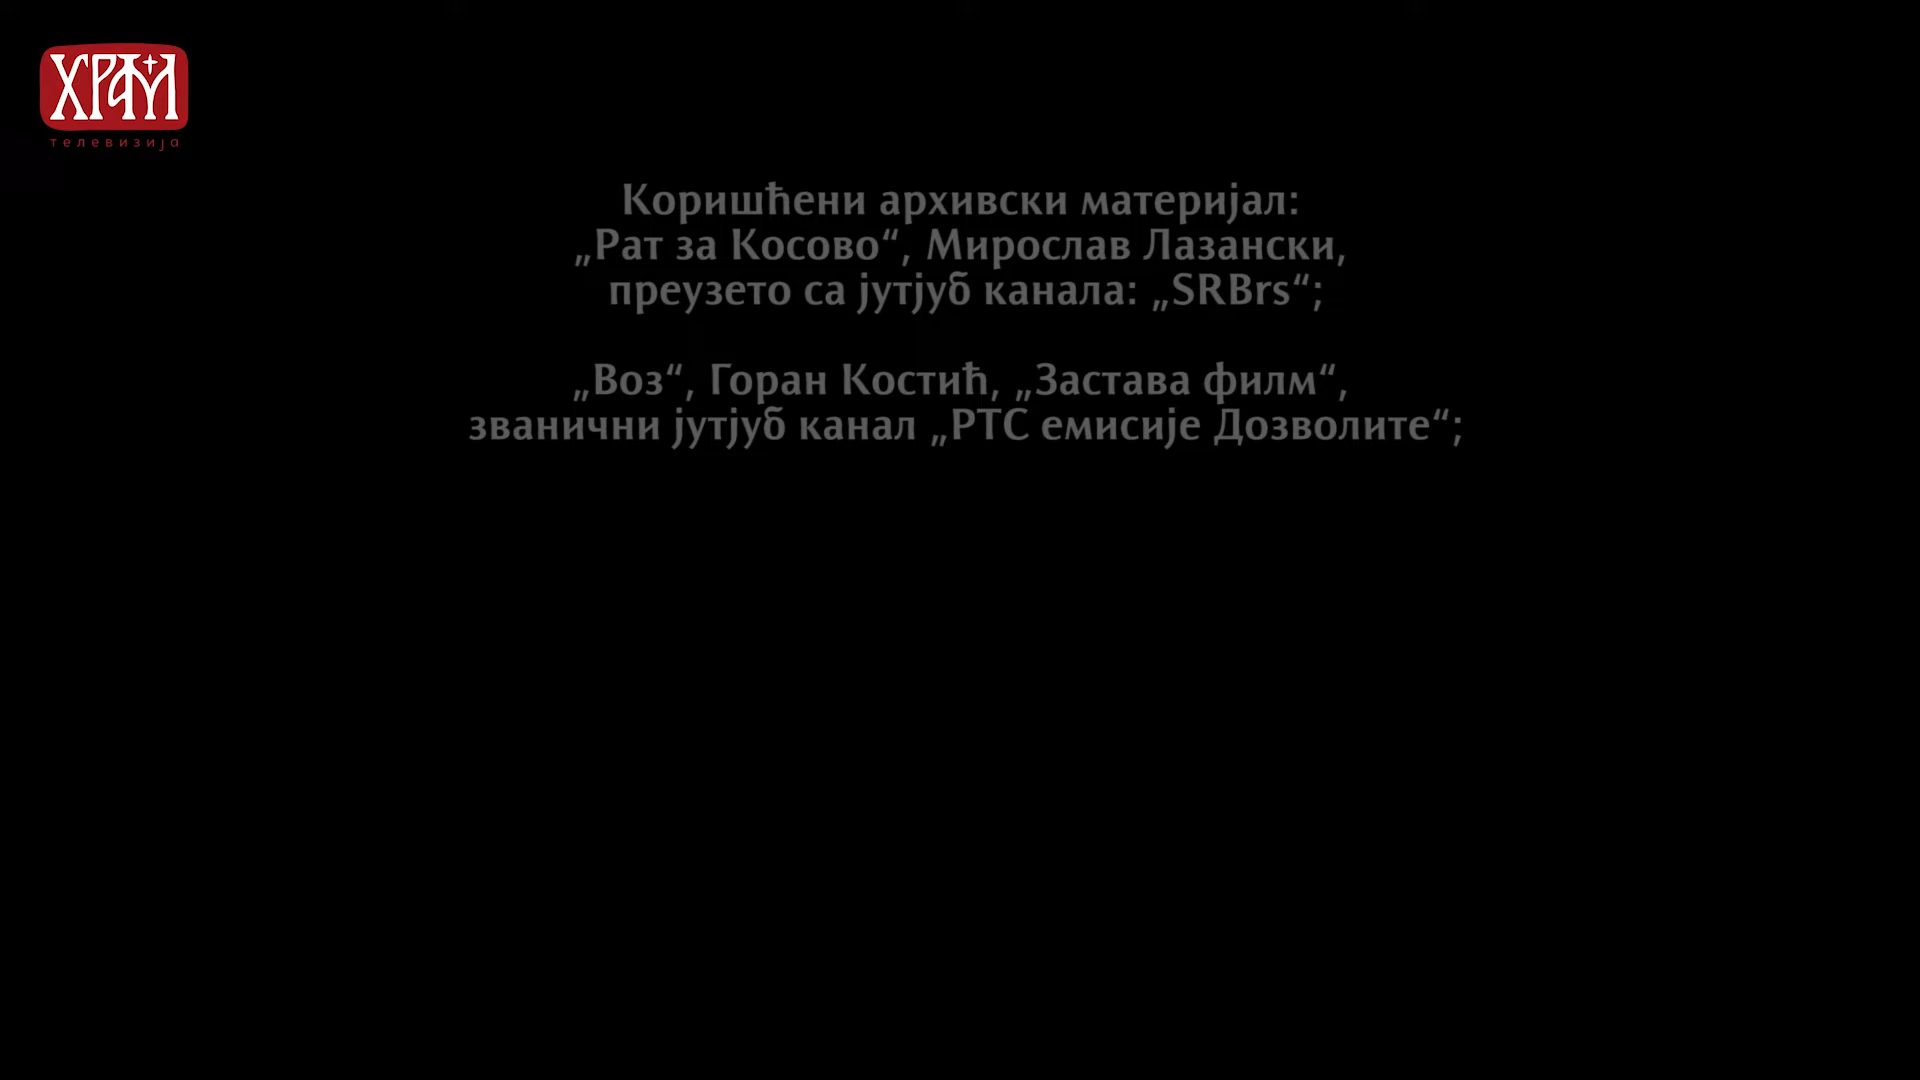 ХРАМ
телевизија
Коришћени архивски материјал:
„Рат за Косово“, Мирослав Лазански,
преузето са јутјуб канала: „SRBrs“;
„Воз“, Горан Костић, „Застава филм“,
званични јутјуб канал „РТС емисије Дозволите“;